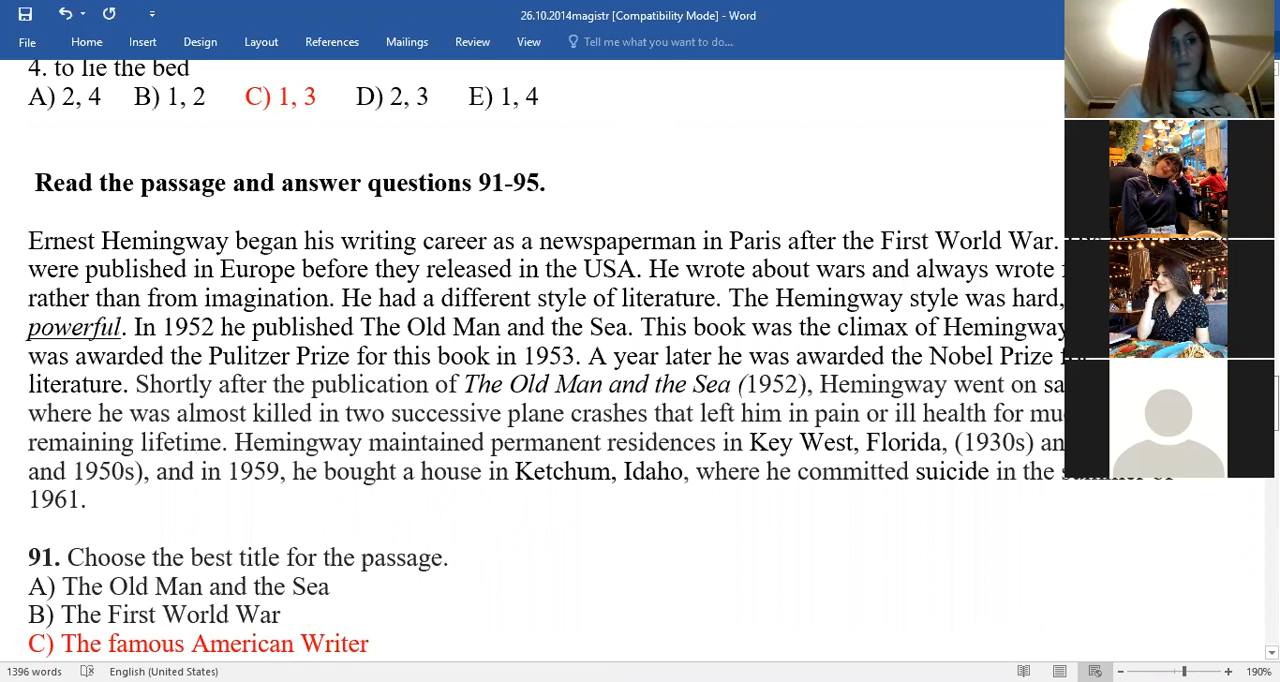 26.10.2014magistr [Compatibility Mode] - Word
File Home Insert Design Layout References Mailings Review View Tell me what you want to do...
4. to lie the bed
A) 2, 4 B) 1, 2 C) 1, 3 D) 2, 3 E) 1, 4
Read the passage and answer questions 91-95.
Ernest Hemingway began his writing career as a newspaperman in Paris after the First World War.
were published in Europe before they released in the USA. He wrote about wars and always wrote
rather than from imagination. He had a different style of literature. The Hemingway style was hard,
powerful. In 1952 he published The Old Man and the Sea. This book was the climax of Hemingway
was awarded the Pulitzer Prize for this book in 1953. A year later he was awarded the Nobel Prize for
literature. Shortly after the publication of The Old Man and the Sea (1952), Hemingway went on
where he was almost killed in two successive plane crashes that left him in pain or ill health for
remaining lifetime. Hemingway maintained permanent residences in Key West, Florida, (1930s)
and 1950s), and in 1959, he bought a house in Ketchum, Idaho, where he committed suicide in the
1961.
91. Choose the best title for the passage.
A) The Old Man and the Sea
B) The First World War
C) The famous American Writer
1396 words English (United States) 190%